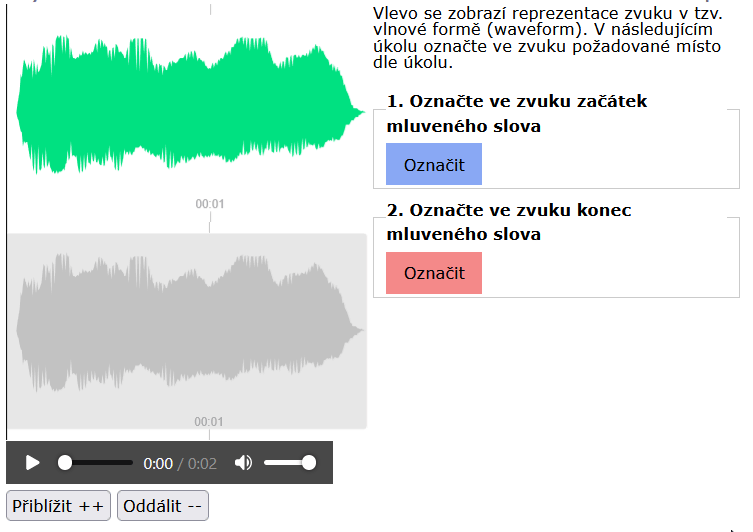 Vlevo se zobrazí reprezentace zvuku v tzv.
vlnové formě (waveform). V následujícím
úkolu označte ve zvuku požadované místo
dle úkolu.
1. Označte ve zvuku začátek
mluveného slova
Označit
2. Označte ve zvuku konec
mluveného slova
Označit
00:01
00:01
0:00 / 0:02
Přiblížit ++ Oddálit --